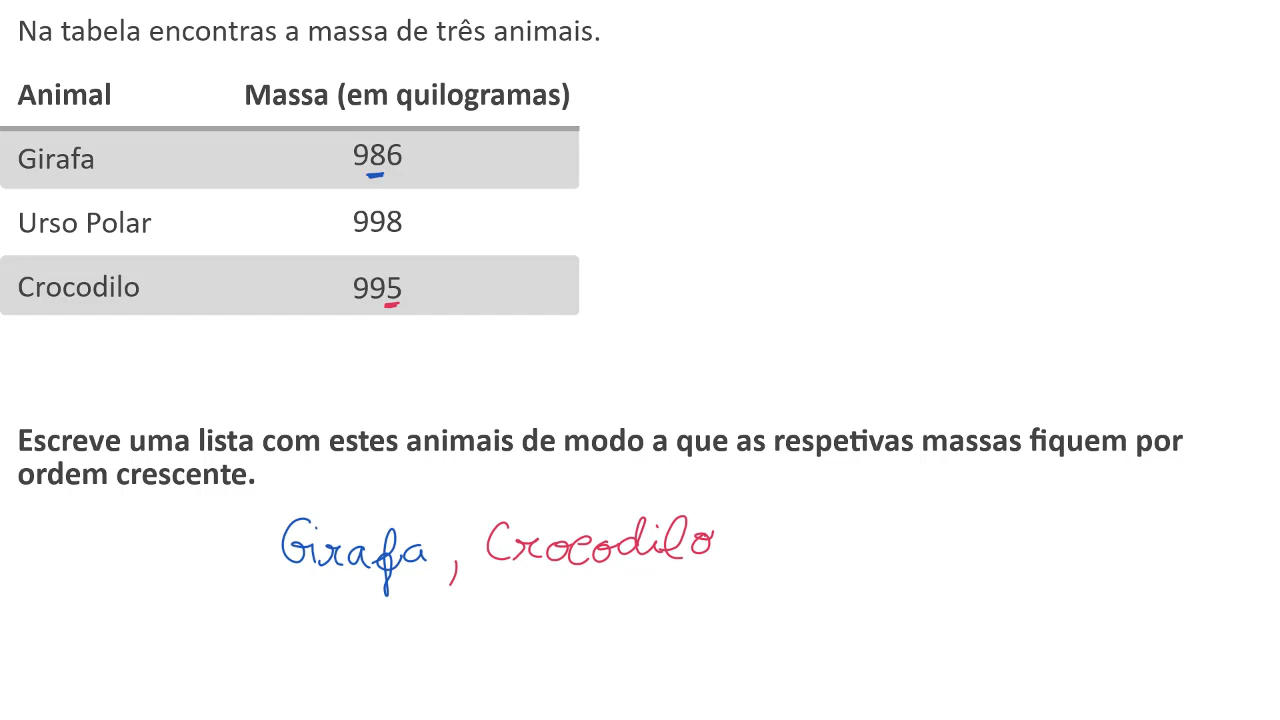 Na tabela encontras a massa de três animais.
Animal Massa (em quilogramas)
Girafa 986
Urso Polar 998
Crocodilo 995
Escreve uma lista com estes animais de modo a que as respetivas massas fiquem por
ordem crescente.
Girafa, Crocodilo